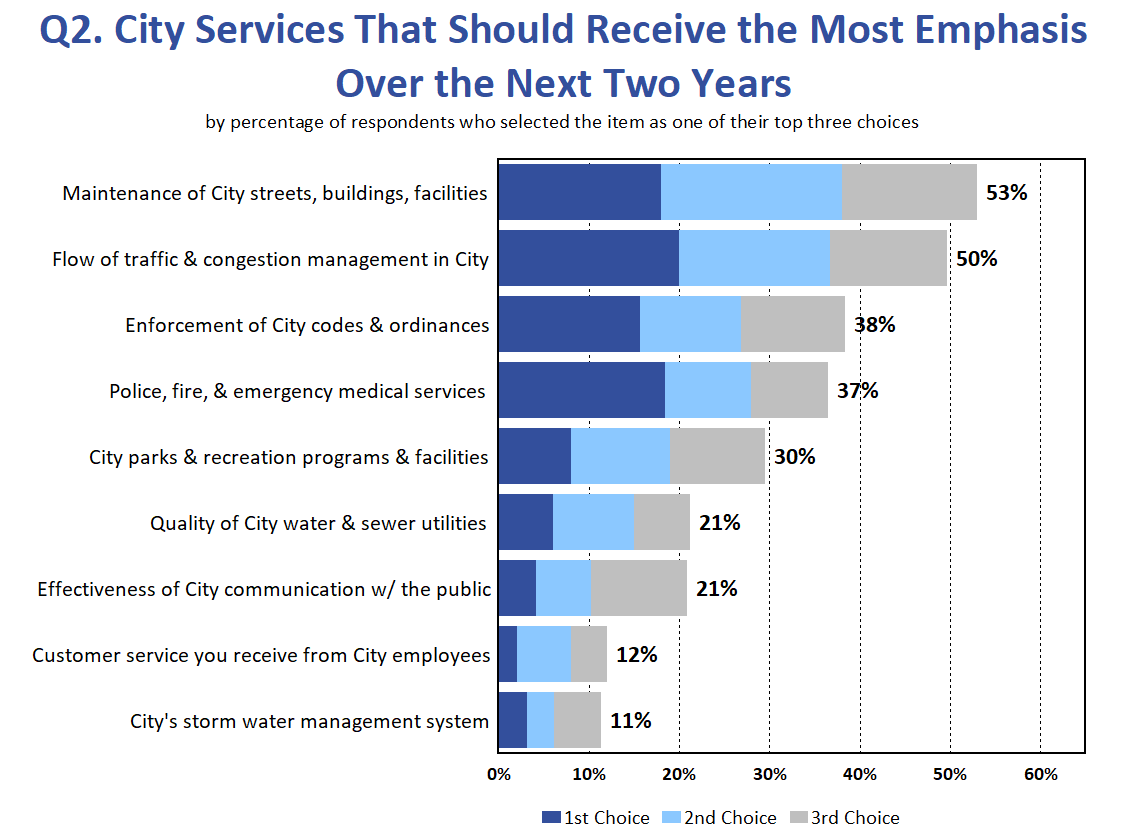 Q2. City Services That Should Receive the Most Emphasis
Over the Next Two Years
by percentage of respondents who selected the item as one of their top three choices
Maintenance of City streets, buildings, facilities 53%
Flow of traffic & congestion management in City 50%
Enforcement of City codes & ordinances 38%
Police, fire, & emergency medical services 37%
City parks & recreation programs & facilities 30%
Quality of City water & sewer utilities 21%
Effectiveness of City communication w/ the public 21%
Customer service you receive from City employees 12%
City's storm water management system 11%
0% 10% 20% 30% 40% 50% 60%
1st Choice 2nd Choice 3rd Choice